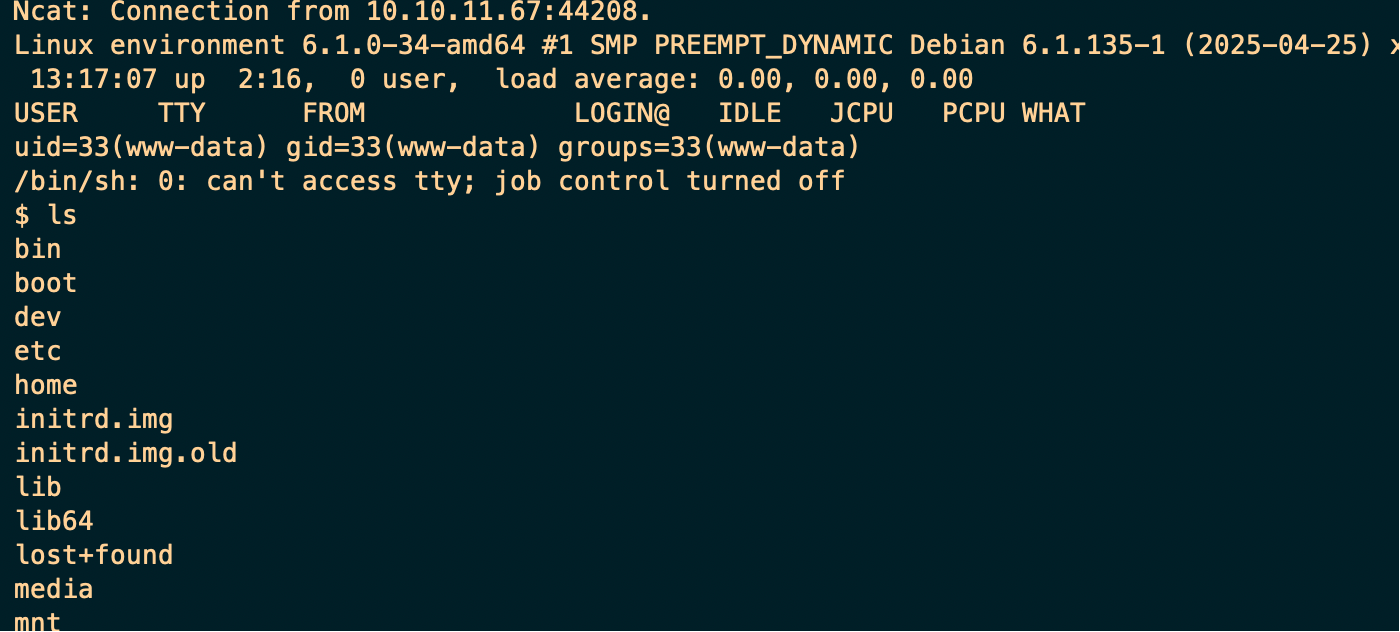 Ncat: Connection from 10.10.11.67:44208.
Linux environment 6.1.0-34-amd64 #1 SMP PREEMPT_DYNAMIC Debian 6.1.135-1 (2025-04-25) x
 13:17:07 up  2:16,  0 user,  load average: 0.00, 0.00, 0.00
USER     TTY      FROM             LOGIN@   IDLE   JCPU   PCPU WHAT
uid=33(www-data) gid=33(www-data) groups=33(www-data)
/bin/sh: 0: can't access tty; job control turned off
$ ls
bin
boot
dev
etc
home
initrd.img
initrd.img.old
lib
lib64
lost+found
media
mnt